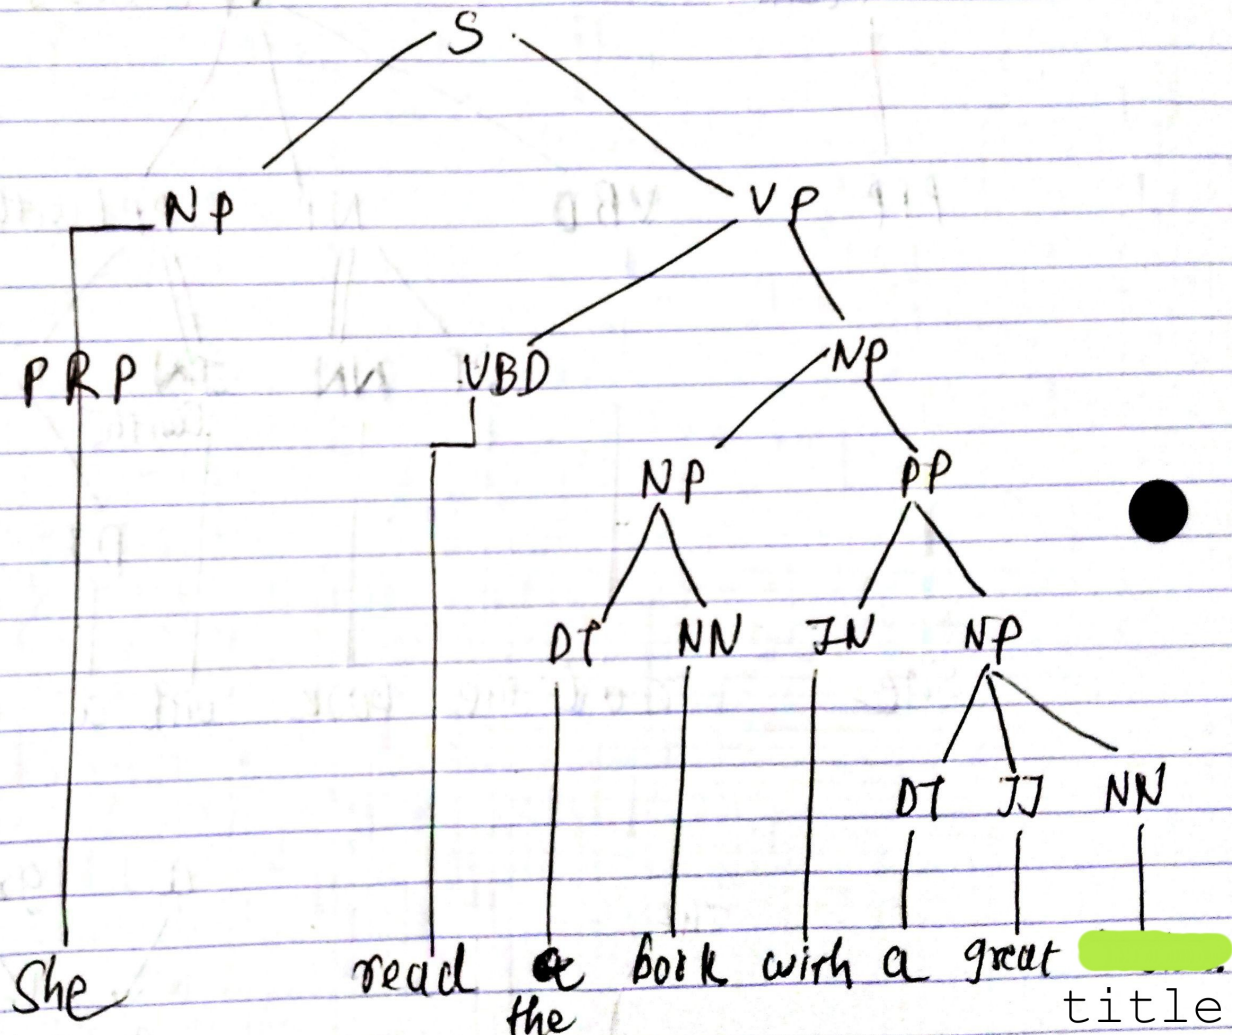 S
NP VP
PRP VBD NP
NP PP
DT NN IN NP
DT JJ NN
She read a book with a great
the title